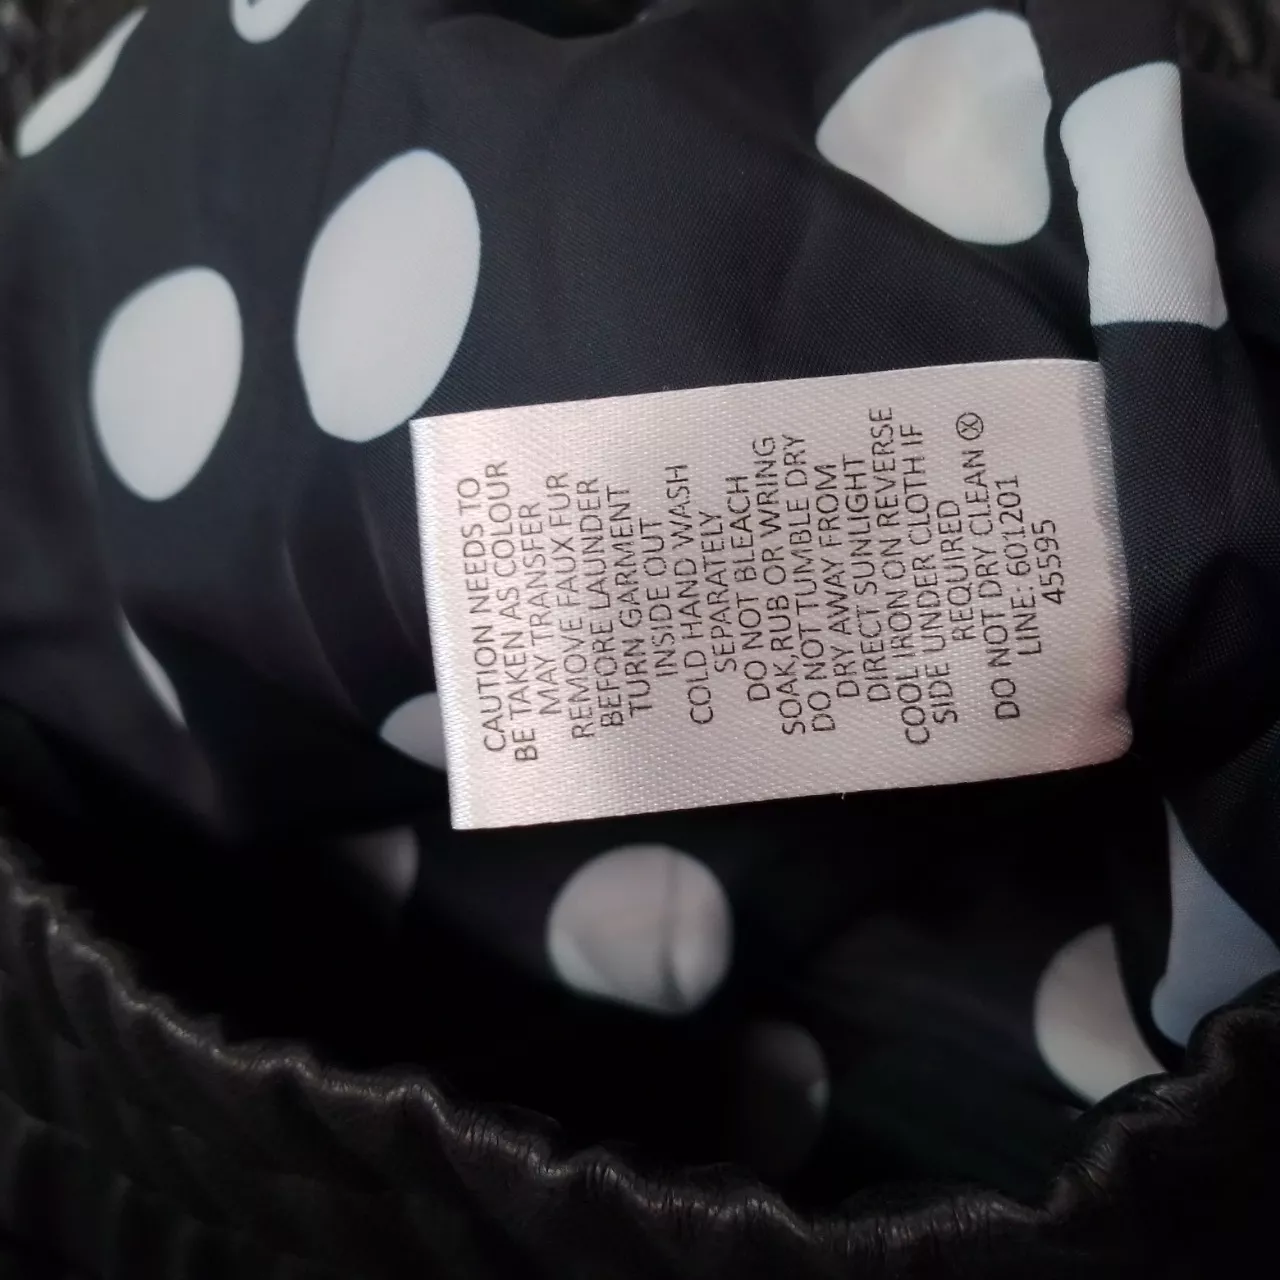 CAUTION NEEDS TO
BE TAKEN AS COLOUR
MAY TRANSFER
REMOVE FAUX FUR
BEFORE LAUNDER
TURN GARMENT
INSIDE OUT
COLD HAND WASH
SEPARATELY
DO NOT BLEACH
SOAK,RUB OR WRING
DO NOT TUMBLE DRY
DRY AWAY FROM
DIRECT SUNLIGHT
COOL IRON ON REVERSE
SIDE UNDER CLOTH IF
REQUIRED
DO NOT DRY CLEAN
LINE: 601201
45595